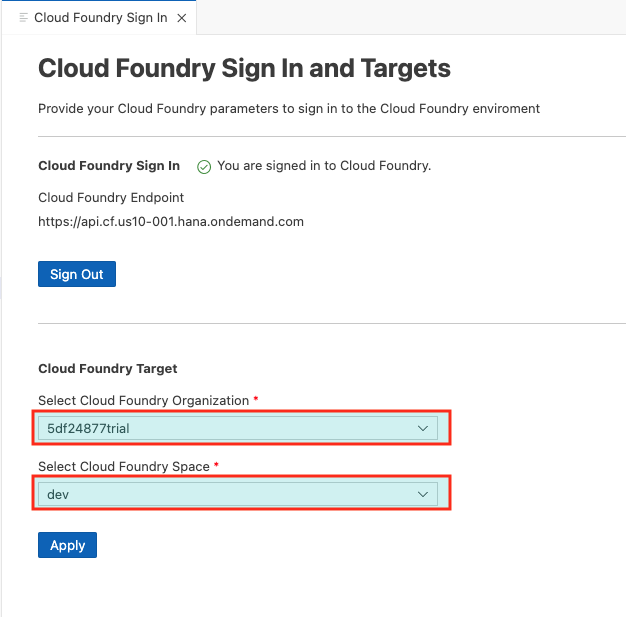 Cloud Foundry Sign In
Cloud Foundry Sign In and Targets
Provide your Cloud Foundry parameters to sign in to the Cloud Foundry enviroment
Cloud Foundry Sign In You are signed in to Cloud Foundry.
Cloud Foundry Endpoint
https://api.cf.us10-001.hana.ondemand.com
Sign Out
Cloud Foundry Target
Select Cloud Foundry Organization *
5df24877trial
Select Cloud Foundry Space *
dev
Apply